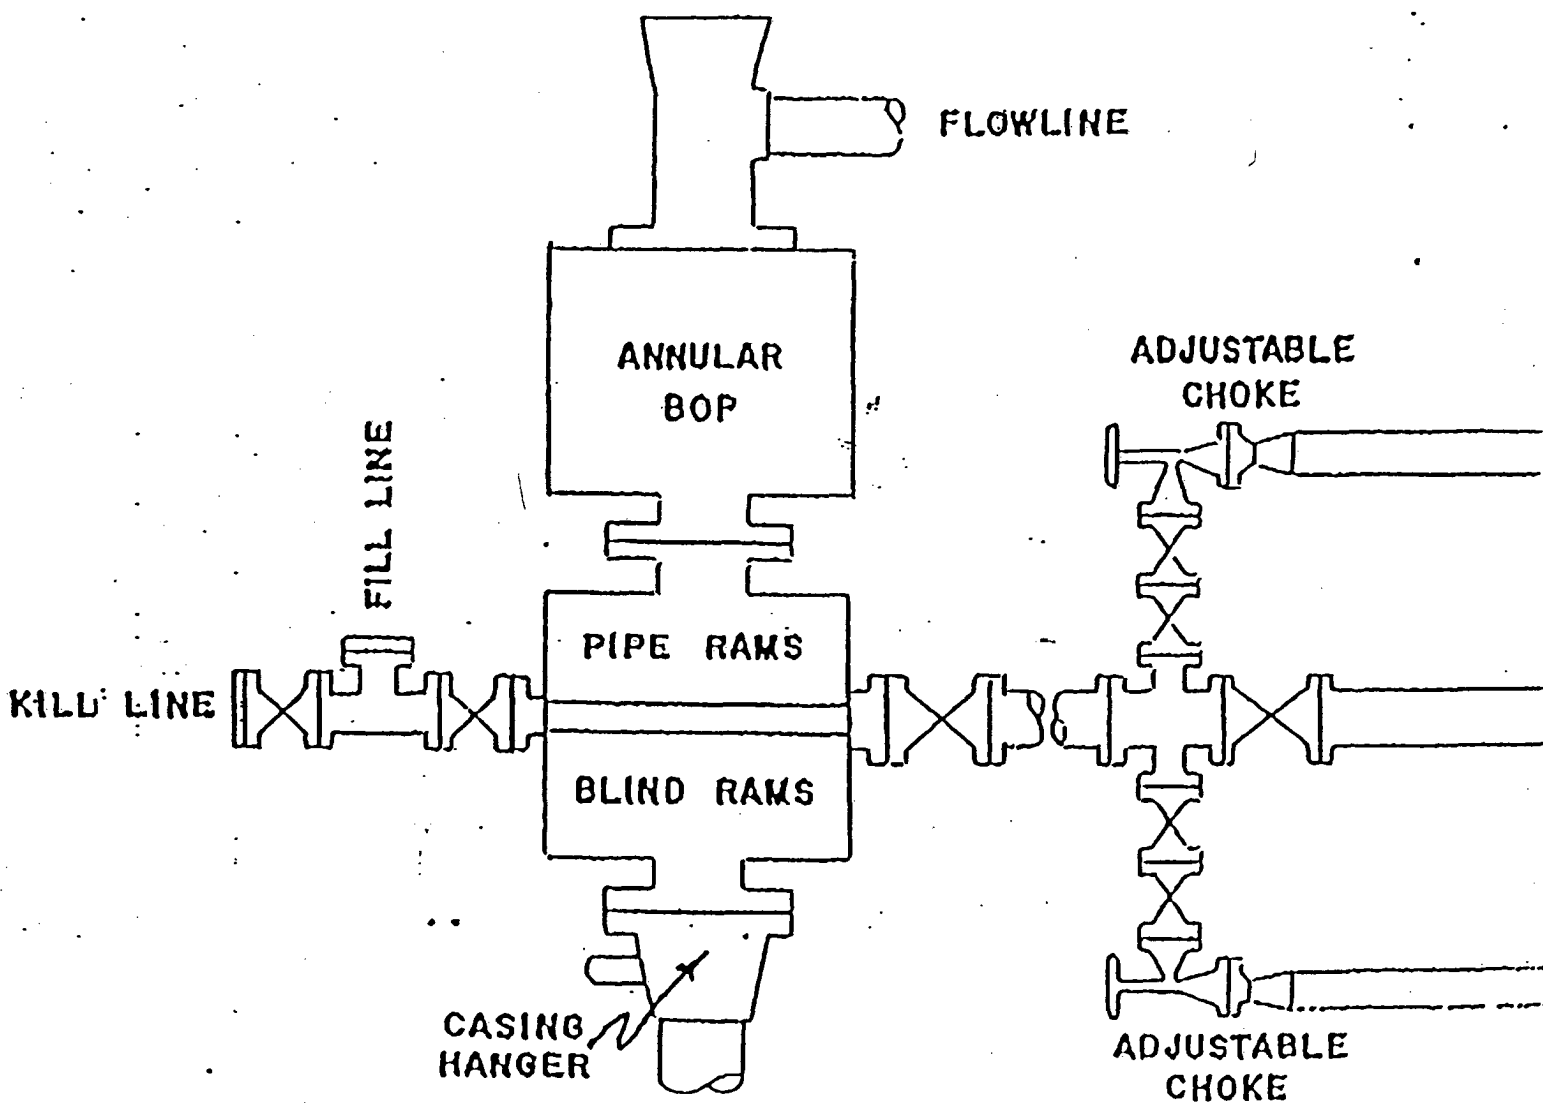 FLOWLINE
ANNULAR
BOP
ADJUSTABLE
CHOKE
FILL LINE
PIPE RAMS
KILL LINE
BLIND RAMS
CASING
HANGER
ADJUSTABLE
CHOKE